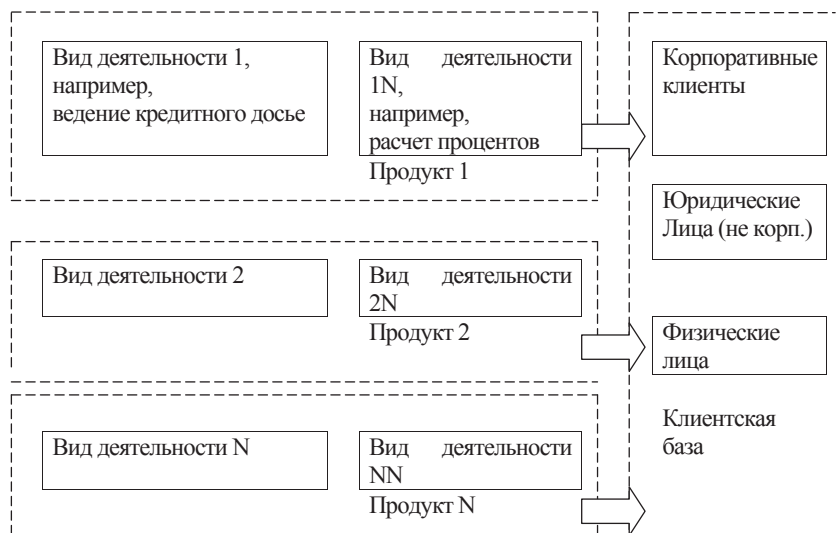 Вид деятельности 1,
например,
ведение кредитного досье
Вид деятельности
1N,
например,
расчет процентов
Продукт 1
Корпоративные
клиенты
Юридические
Лица (не корп.)
Вид деятельности 2
Вид деятельности
2N
Продукт 2
Физические
лица
Клиентская
база
Вид деятельности N
Вид деятельности
NN
Продукт N